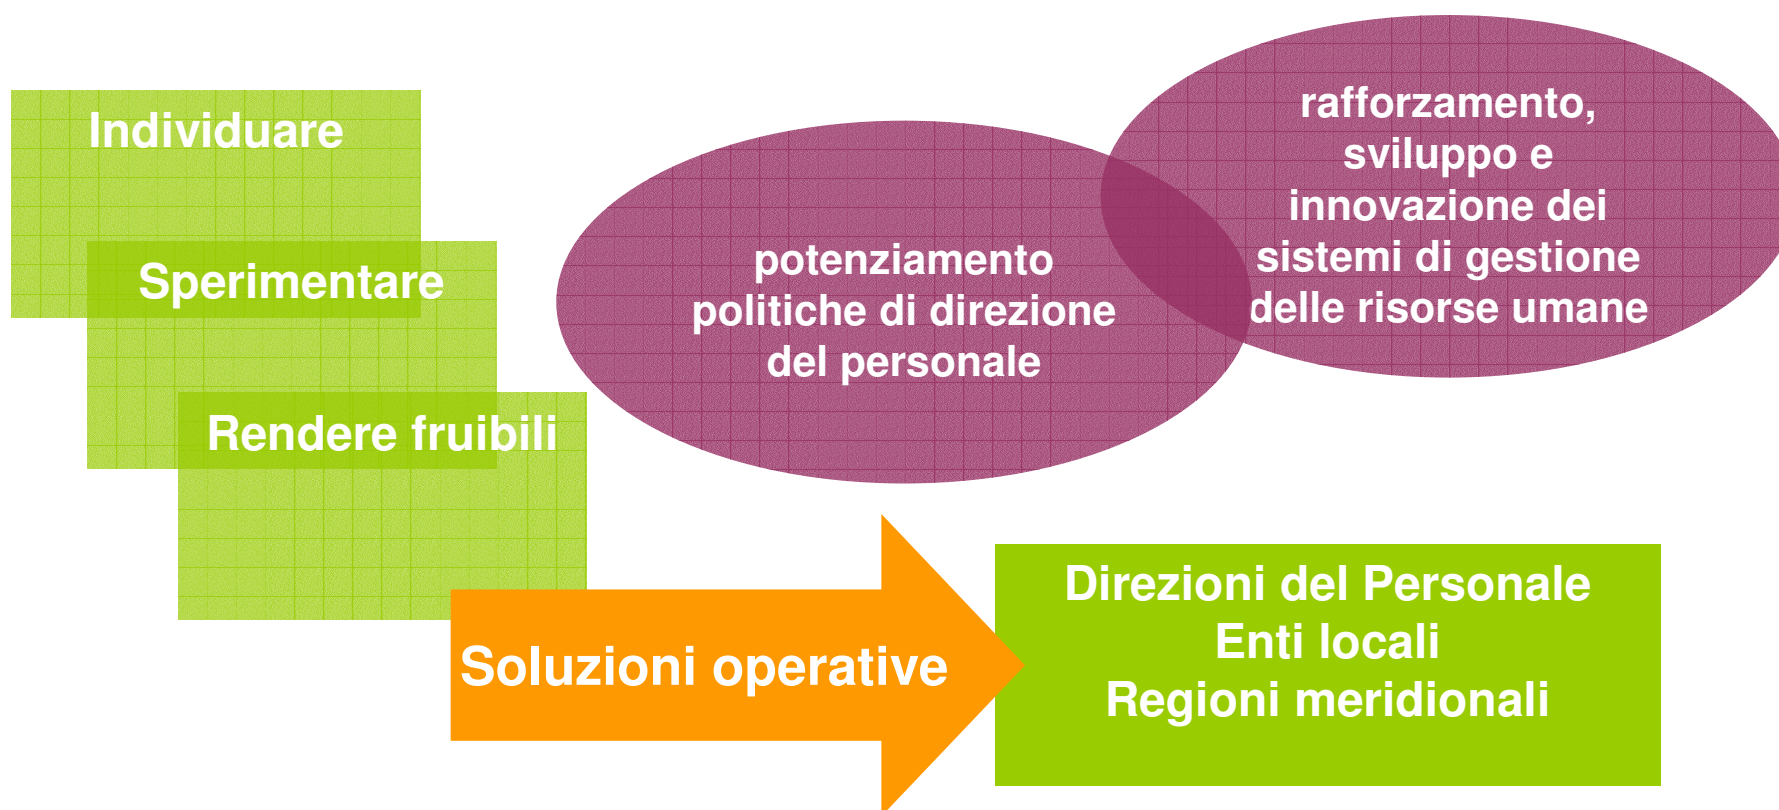 Individuare
Sperimentare
Rendere fruibili
potenziamento
politiche di direzione
del personale
rafforzamento,
sviluppo e
innovazione dei
sistemi di gestione
delle risorse umane
Soluzioni operative
Direzioni del Personale
Enti locali
Regioni meridionali